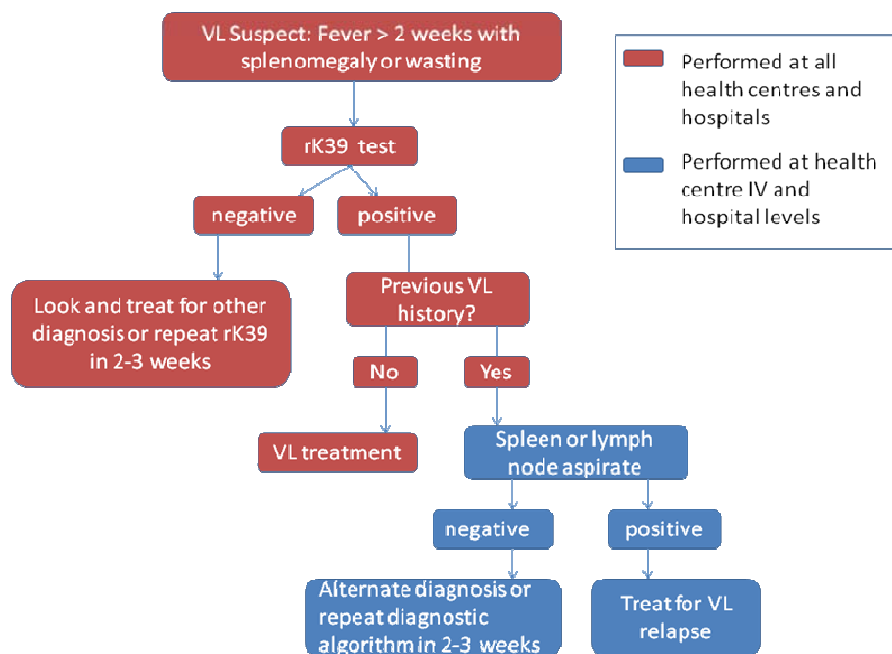 VL Suspect: Fever > 2 weeks with
splenomegaly or wasting
Performed at all
health centres and
hospitals
Performed at health
centre IV and
hospital levels
rK39 test
negative
positive
Look and treat for other
diagnosis or repeat rK39
in 2-3 weeks
Previous VL
history?
No
Yes
VL treatment
Spleen or lymph
node aspirate
negative
positive
Alternate diagnosis or
repeat diagnostic
algorithm in 2-3 weeks
Treat for VL
relapse